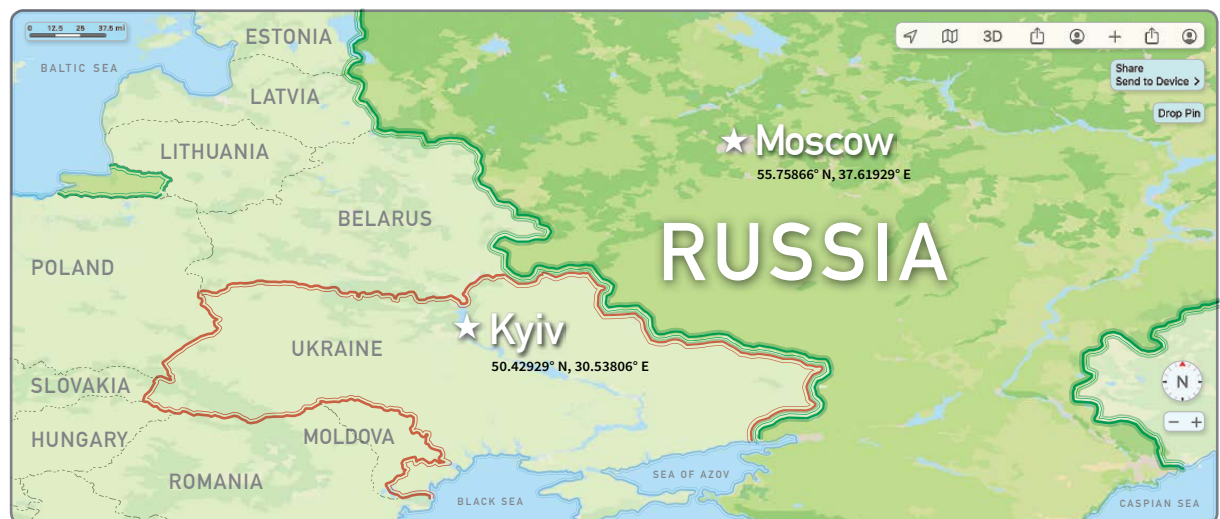 0 12.5 25 37.5 mi
ESTONIA
3D
BALTIC SEA
Share
Send to Device >
LATVIA
Drop Pin
Moscow
LITHUANIA
55.75866° N, 37.61929° E
BELARUS
RUSSIA
POLAND
Kyiv
UKRAINE
50.42929° N, 30.53806° E
SLOVAKIA
N
− +
HUNGARY
MOLDOVA
ROMANIA
SEA OF AZOV
BLACK SEA
CASPIAN SEA